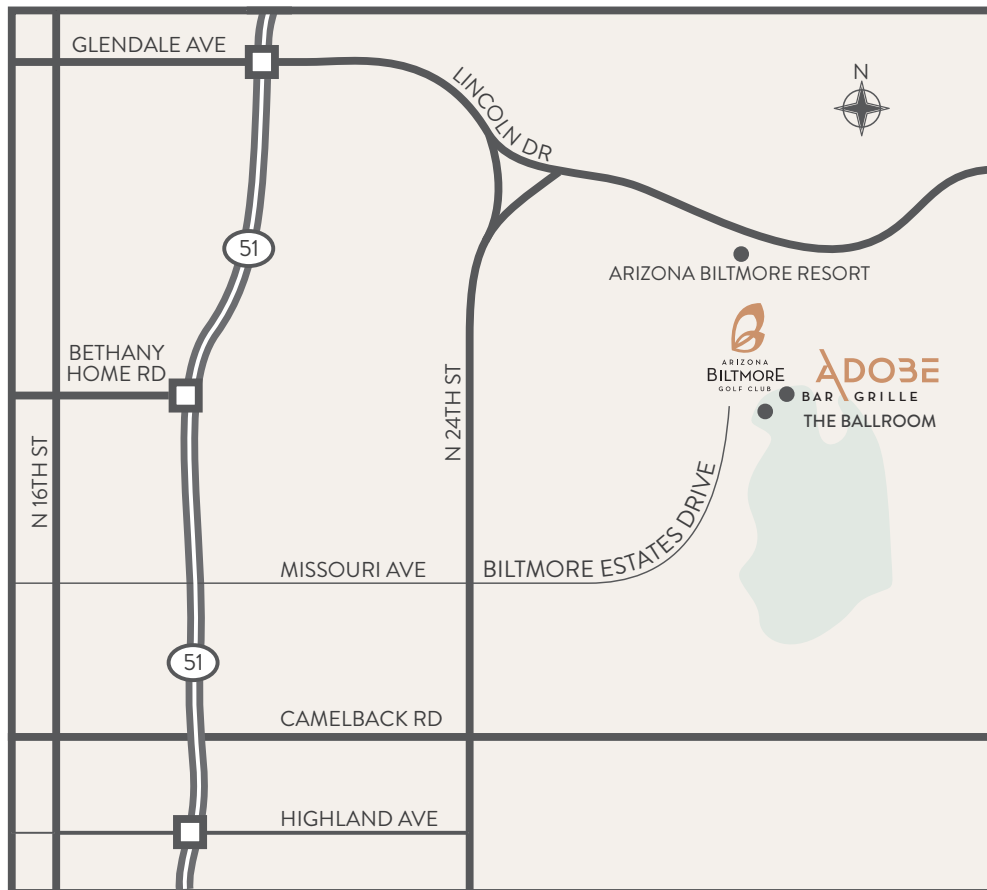 GLENDALE AVE
LINCOLN DR
N
51
ARIZONA BILTMORE RESORT
ARIZONA
BILTMORE
GOLF CLUB
ADOBE
BAR GRILLE
THE BALLROOM
BETHANY
HOME RD
N 16TH ST
N 24TH ST
MISSOURI AVE
BILTMORE ESTATES DRIVE
51
CAMELBACK RD
HIGHLAND AVE